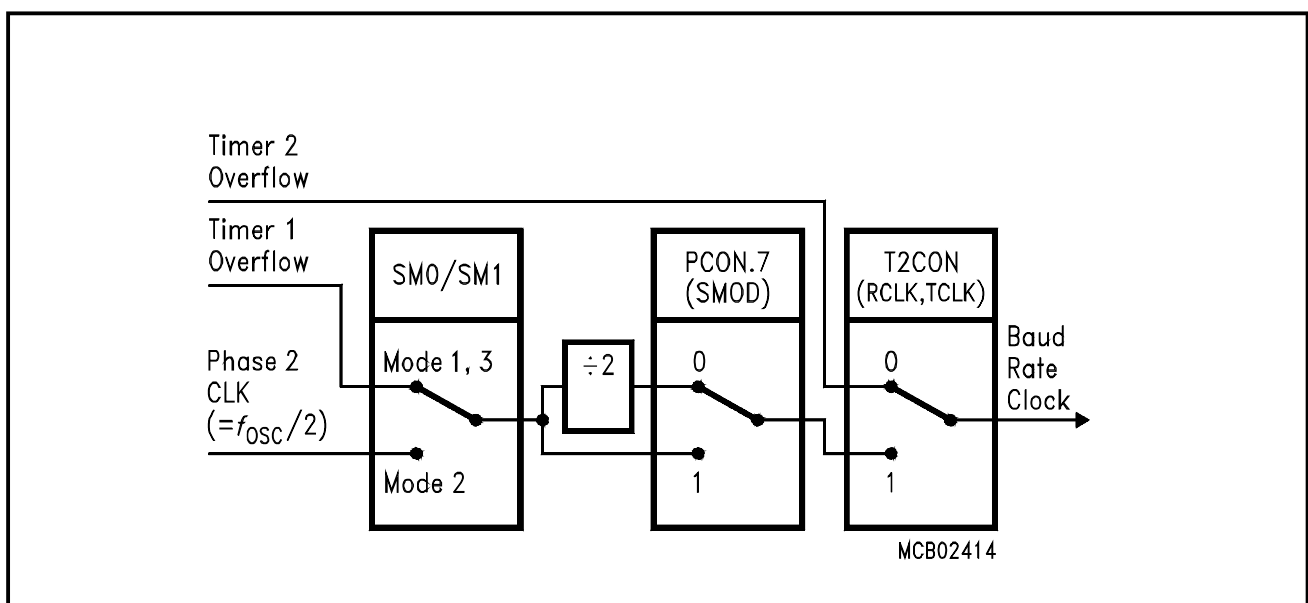 Timer 2
Overflow
Timer 1
Overflow
Phase 2
CLK
(=fOSC/2)
SM0/SM1
Mode 1, 3
Mode 2
÷2
PCON.7
(SMOD)
0
1
T2CON
(RCLK,TCLK)
0
1
Baud
Rate
Clock
MCB02414